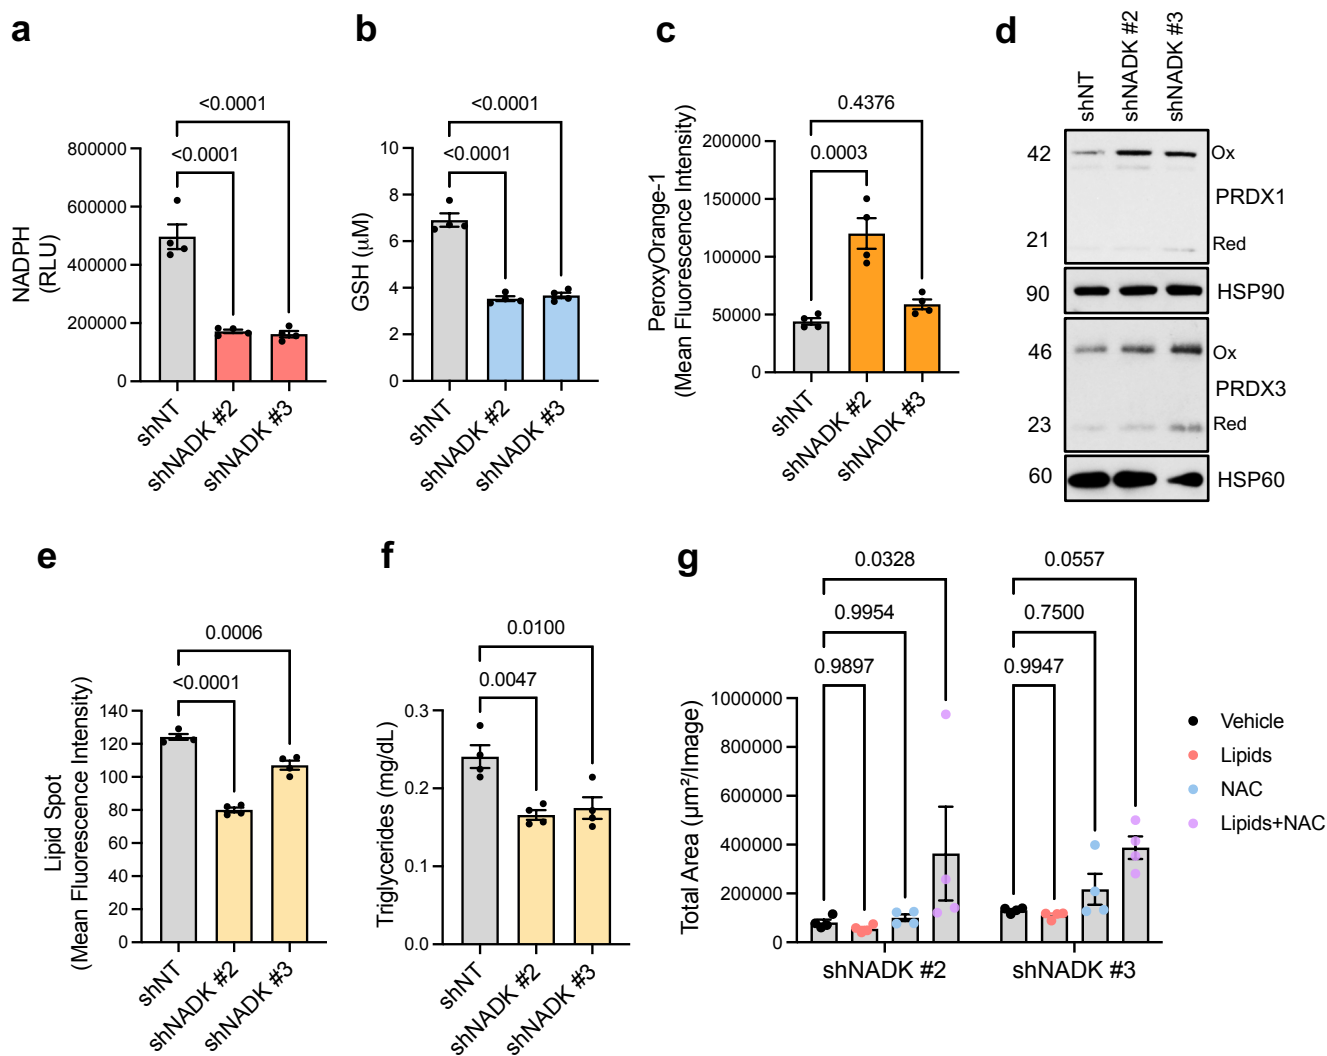 a
NADPH
(RLU)
800000
600000
400000
200000
0
<0.0001
<0.0001
shNT
shNADK #2
shNADK #3
b
GSH (μM)
10
8
6
4
2
0
<0.0001
<0.0001
shNT
shNADK #2
shNADK #3
c
PeroxyOrange-1
(Mean Fluorescence Intensity)
200000
150000
100000
50000
0
0.4376
0.0003
shNT
shNADK #2
shNADK #3
d
shNT
shNADK #2
shNADK #3
42
Ox
PRDX1
21
Red
90
HSP90
46
Ox
PRDX3
23
Red
60
HSP60
e
Lipid Spot
(Mean Fluorescence Intensity)
140
120
100
80
60
40
20
0
0.0006
<0.0001
shNT
shNADK #2
shNADK #3
f
Triglycerides (mg/dL)
0.3
0.2
0.1
0.0
0.0100
0.0047
shNT
shNADK #2
shNADK #3
g
Total Area (μm²/Image)
1000000
800000
600000
400000
200000
0
0.0328
0.9954
0.9897
0.0557
0.7500
0.9947
shNADK #2
shNADK #3
Vehicle
Lipids
NAC
Lipids+NAC